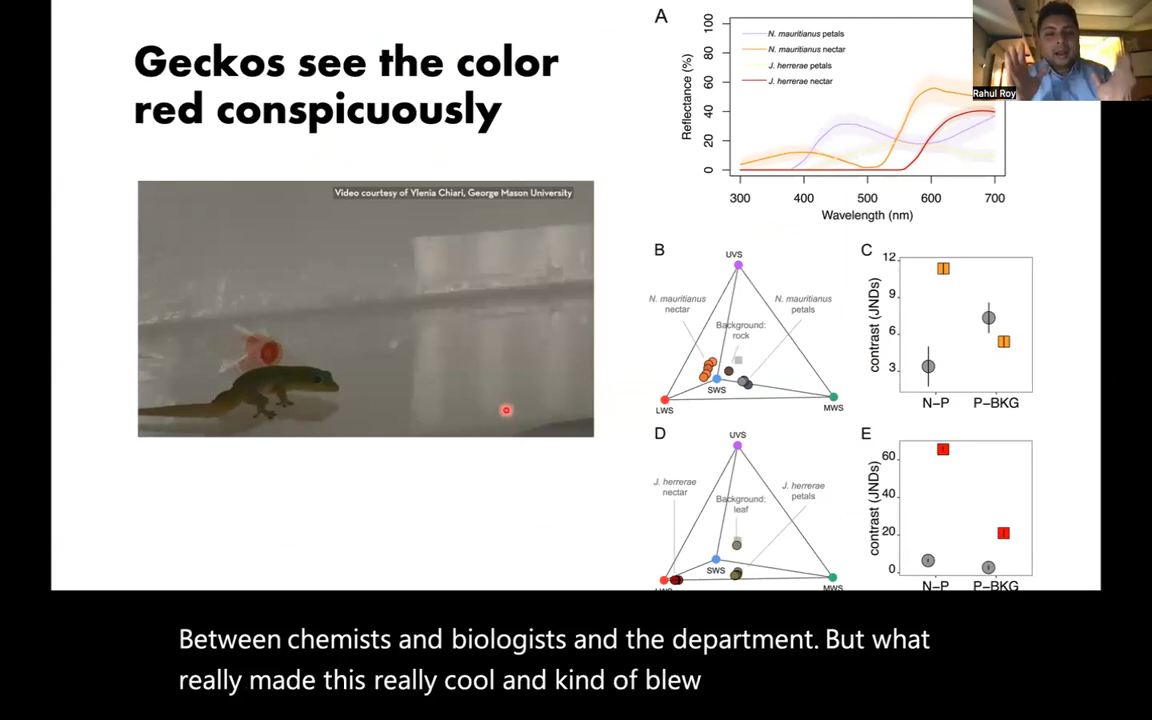 Geckos see the color
red conspicuously
Video courtesy of Ylenia Chiari, George Mason University
Rahul Roy
A
N. mauritianus petals
N. mauritianus nectar
J. herrerae petals
J. herrerae nectar
Reflectance (%)
0 20 40 60 80 100
300 400 500 600 700
Wavelength (nm)
B
UVS
N. mauritianus
nectar
N. mauritianus
petals
Background:
rock
SWS
LWS
MWS
C
contrast (JNDs)
12
9
6
3
N–P P–BKG
D
UVS
J. herrerae
nectar
J. herrerae
petals
Background:
leaf
SWS
MWS
E
contrast (JNDs)
60
40
20
0
N–P P–BKG
Between chemists and biologists and the department. But what
really made this really cool and kind of blew